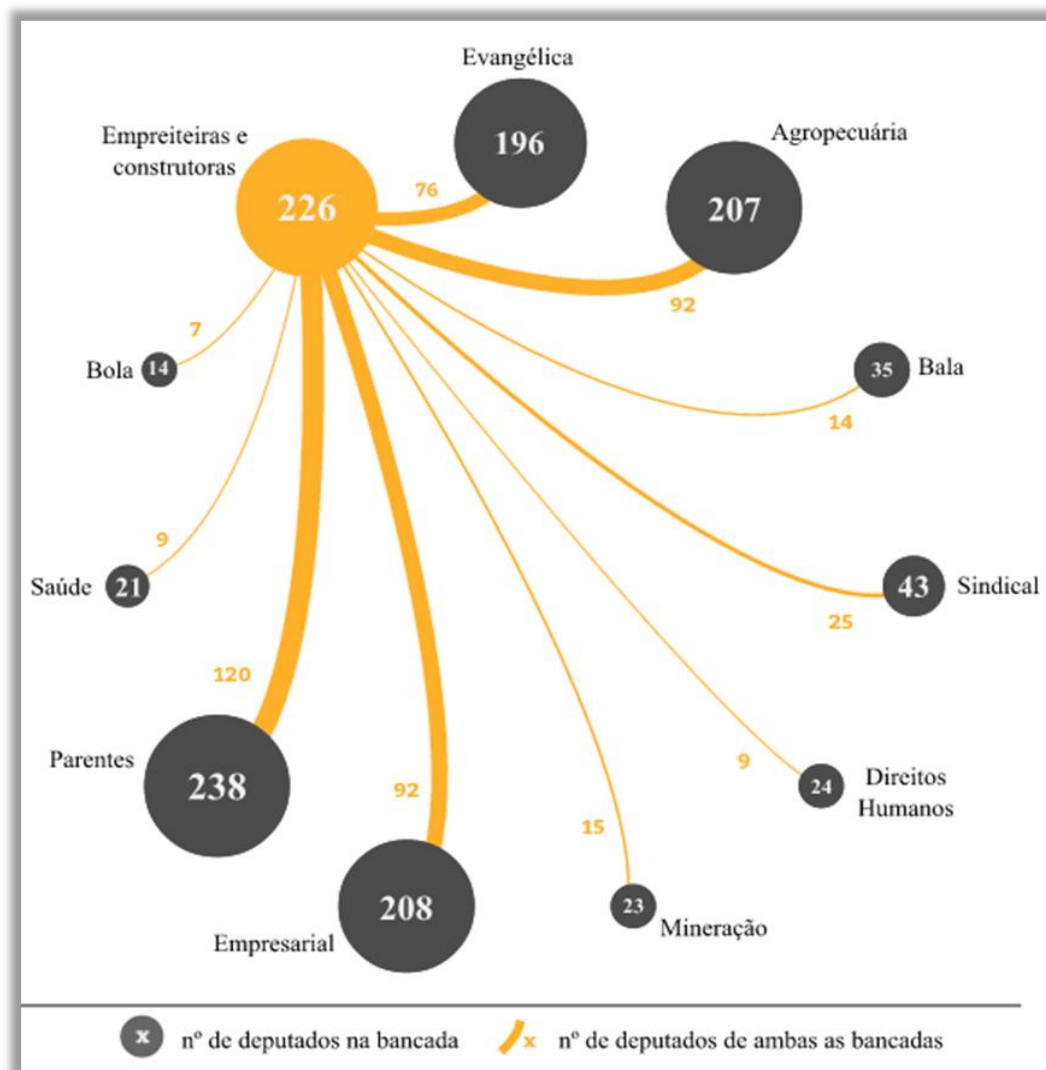 Evangélica
196
Empreiteiras e
construtoras
226
76
Agropecuária
207
92
7
Bola
14
35
Bala
14
9
Saúde
21
43
Sindical
25
120
Parentes
238
92
Empresarial
208
15
23
Mineração
9
24
Direitos
Humanos
x
nº de deputados na bancada
x
nº de deputados de ambas as bancadas